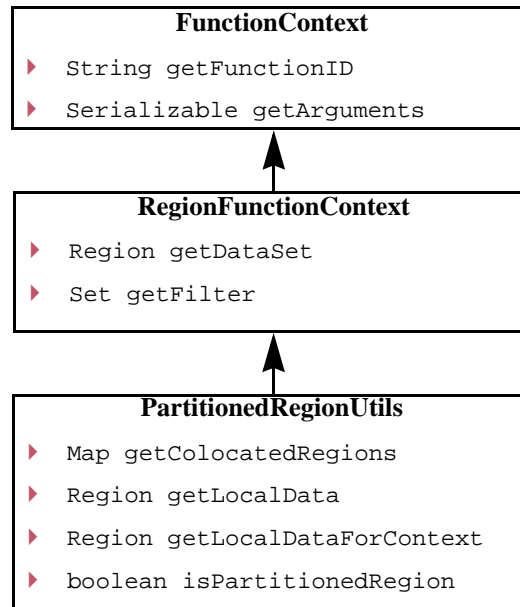 FunctionContext
String getFunctionID
Serializable getArguments
RegionFunctionContext
Region getDataSet
Set getFilter
PartitionedRegionUtils
Map getColocatedRegions
Region getLocalData
Region getLocalDataForContext
boolean isPartitionedRegion